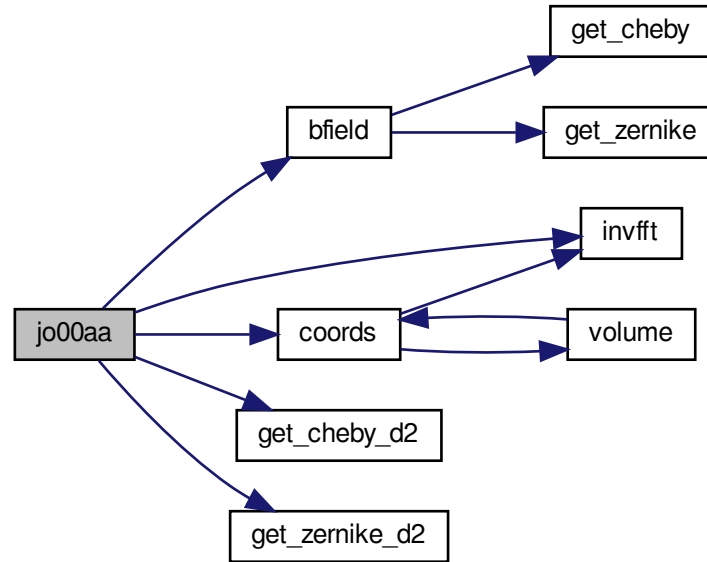 get_cheby
bfield
get_zernike
invfft
jo00aa
coords
volume
get_cheby_d2
get_zernike_d2